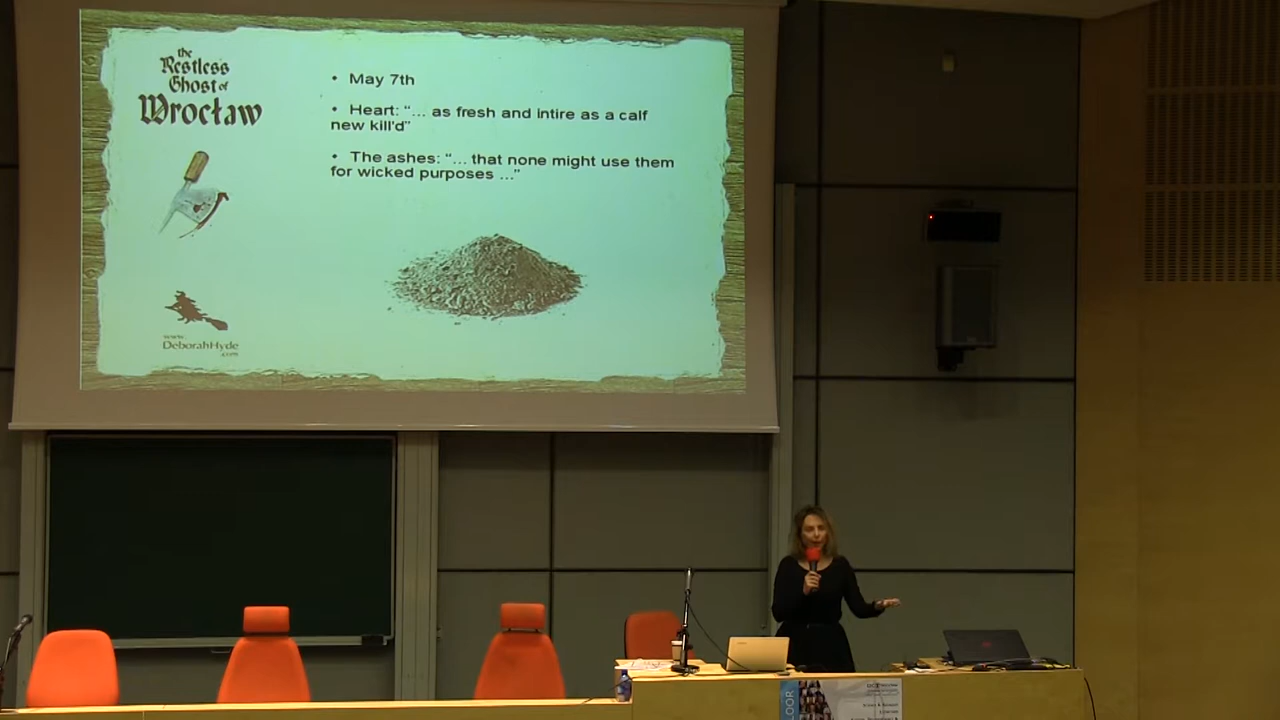 the
Restless
Ghost of
Wrocław
• May 7th
• Heart: “... as fresh and intire as a calf
new kill'd”
• The ashes: “... that none might use them
for wicked purposes ...”
www.
DeborahHyde
.com
LOOR